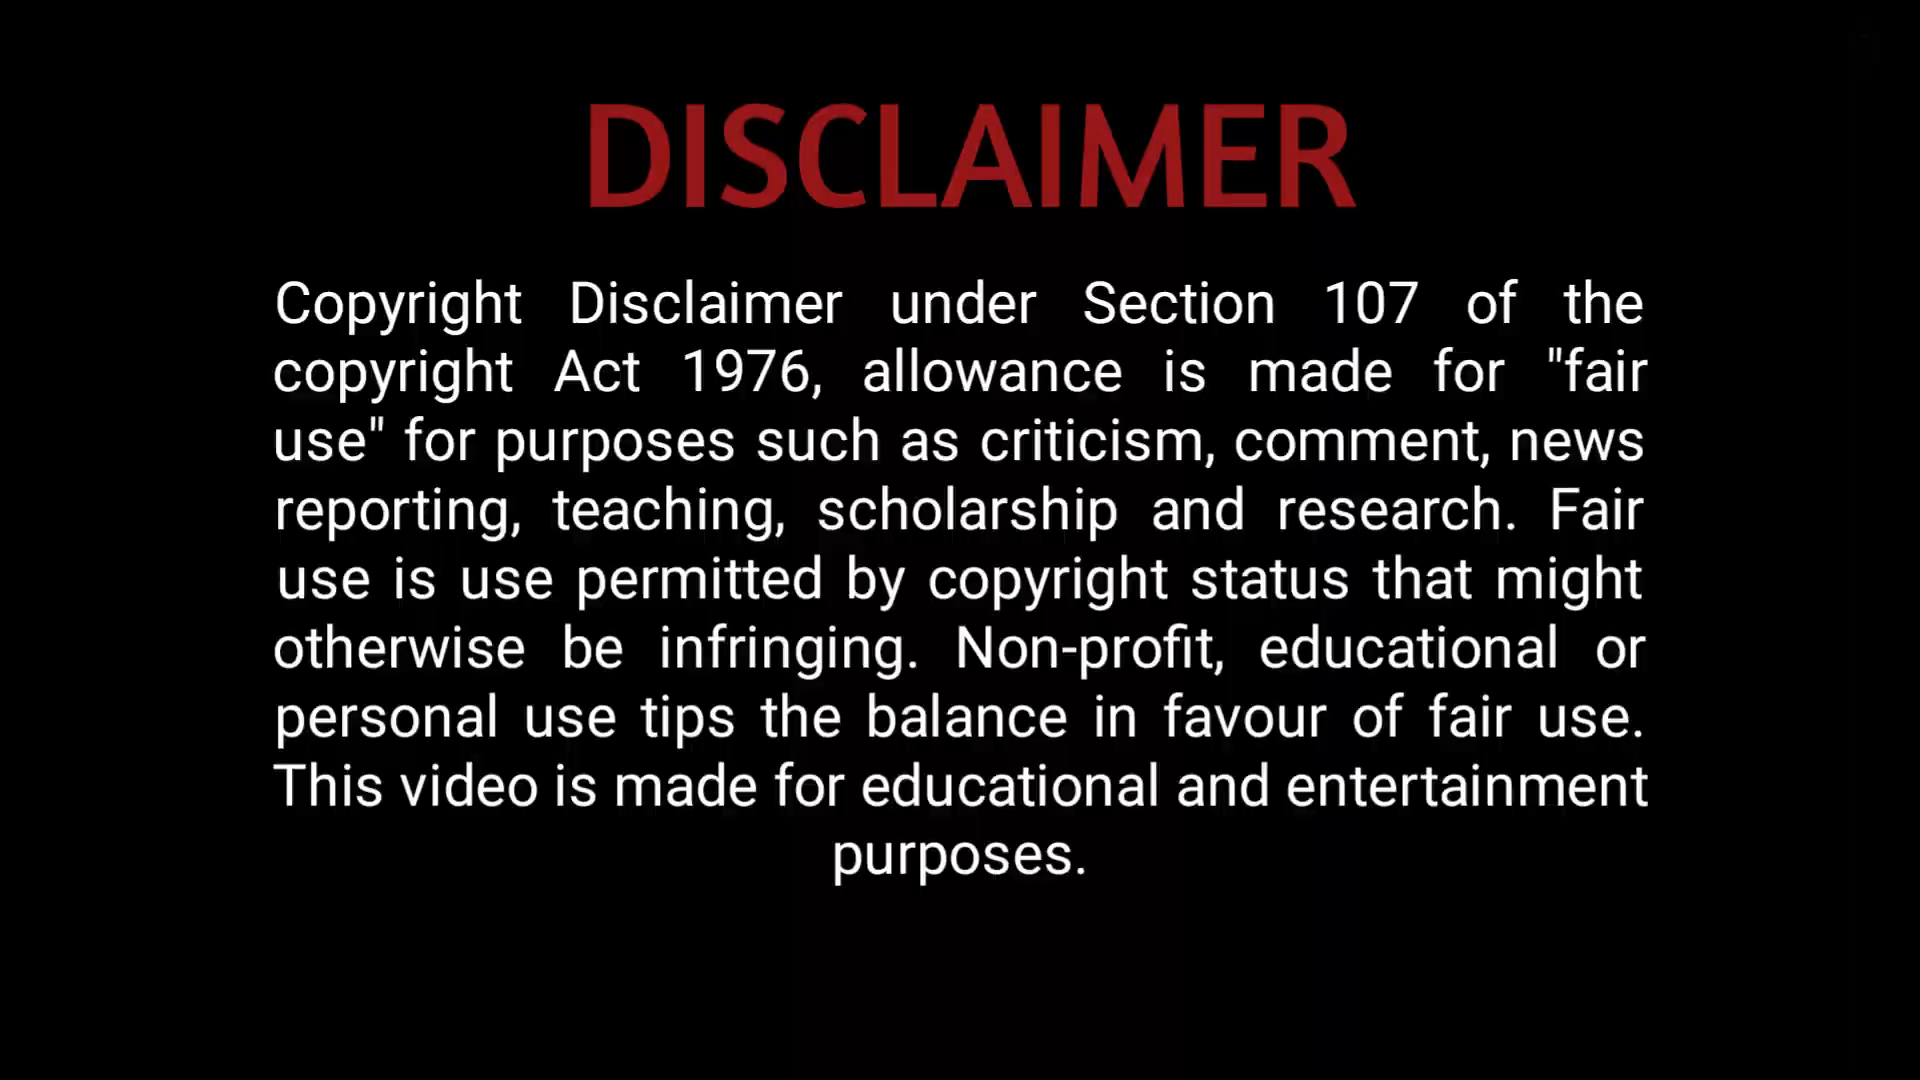 DISCLAIMER
Copyright Disclaimer under Section 107 of the
copyright Act 1976, allowance is made for "fair
use" for purposes such as criticism, comment, news
reporting, teaching, scholarship and research. Fair
use is use permitted by copyright status that might
otherwise be infringing. Non-profit, educational or
personal use tips the balance in favour of fair use.
This video is made for educational and entertainment
purposes.